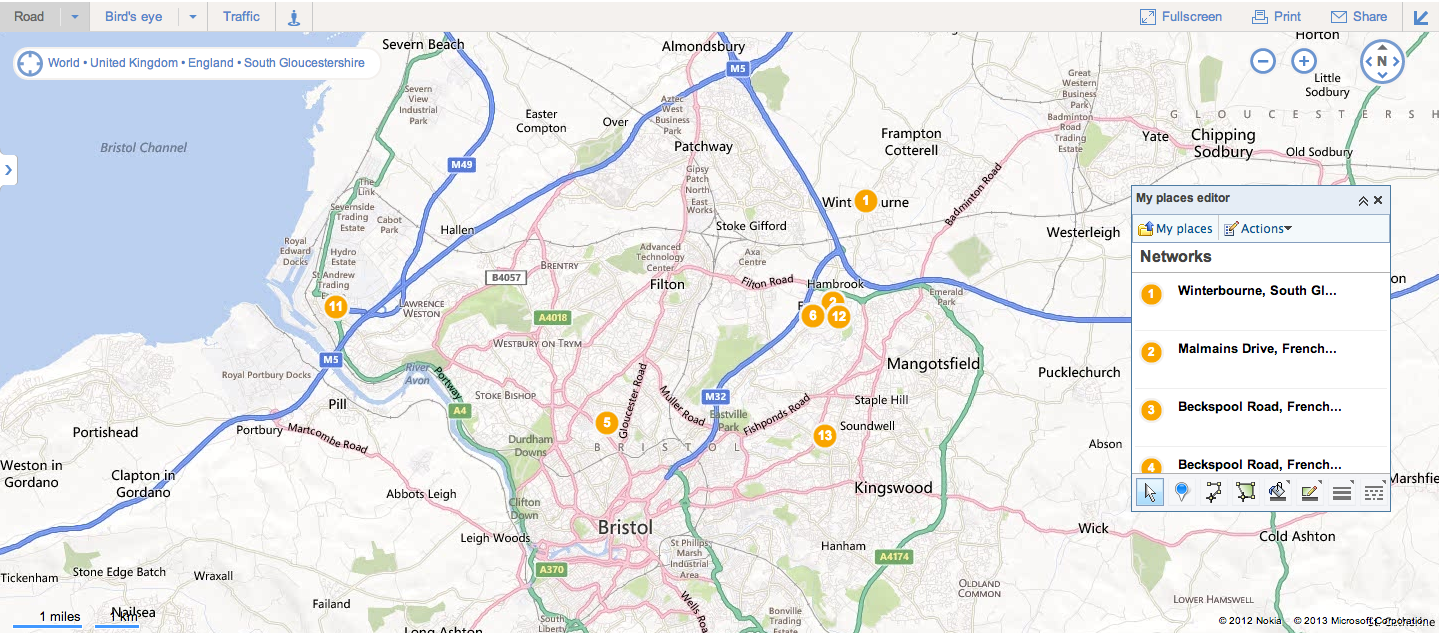 Road Bird's eye Traffic Fullscreen Print Share
World • United Kingdom • England • South Gloucestershire
Severn Beach
Almondsbury
Horton
M5
N
Little
Sodbury
Severn
View
Industrial
Park
Great
Western
Business
Park
Aztec
West
Business
Park
Easter
Compton
Over
Badminton
Road
Trading
Estate
G L O U C E S T E R S H
Frampton
Cotterell
Yate
Chipping
Sodbury
Old Sodbury
Bristol Channel
Patchway
M49
Gipsy
Patch
North
East
Works
Badminton Road
The
Link
Severnside
Trading
Estate
Cabot
Park
Wint
1
urne
Stoke Gifford
Hallen
Westerleigh
Royal
Edward
Docks
Hydro
Estate
St Andrew
Trading
Advanced
Technology
Center
Axa
Centre
Brentry
B4057
Filton
Filton Road
Hambrook
Emerald
Park
11
Lawrence
Weston
A4018
2
6
12
Westbury on Trym
M5
River
Avon
Royal Portbury Docks
Portway
Mangotsfield
Pucklechurch
Stoke Bishop
Gloucester Road
Muller Road
M32
Eastville
Park
Fishponds Road
Staple Hill
Pill
A4
5
13
Soundwell
Portishead
Portbury
Martcombe Road
Durdham
Downs
B R I S T O L
Abson
Weston in
Gordano
Clapton in
Gordano
Abbots Leigh
Clifton
Down
Kingswood
Marshfie
Bristol
Wick
Cold Ashton
Leigh Woods
St Philips
Marsh
Industrial
Area
Hanham
A4174
A370
Tickenham
Stone Edge Batch
Wraxall
Oldland
Common
Failand
Wells Road
Lower Hamswell
Nailsea
1 miles
1 km
Long Ashton
South
Liberty
Bonville
Trading
© 2012 Nokia © 2013 Microsoft Corporation
My places editor
My places Actions
Networks
1 Winterbourne, South Gl...
2 Malmains Drive, French...
3 Beckspool Road, French...
4 Beckspool Road, French...